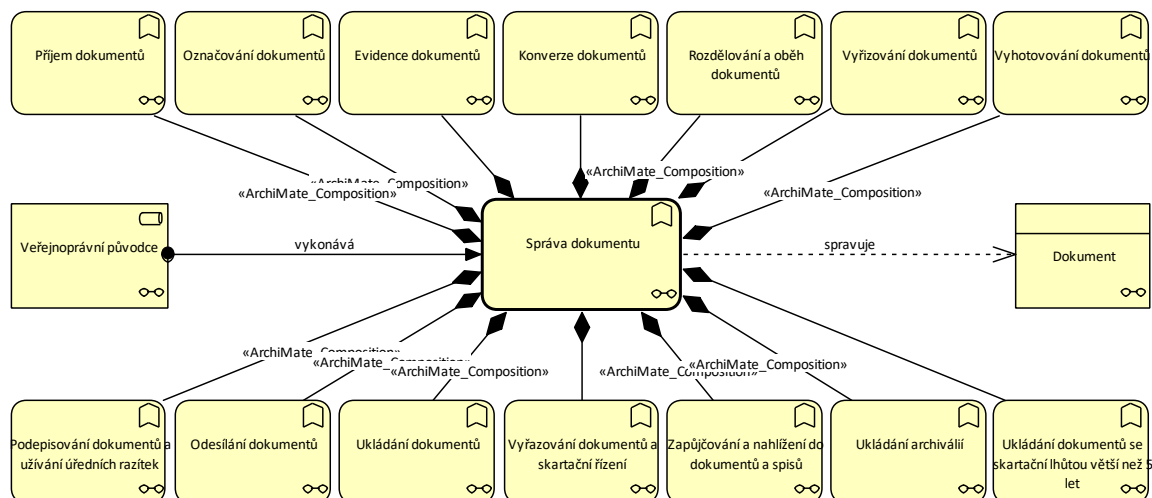 Příjem dokumentů
Označování dokumentů
Evidence dokumentů
Konverze dokumentů
Rozdělování a oběh
dokumentů
Vyřizování dokumentů
Vyhotovování dokumentů
«ArchiMate_Composition»
«ArchiMate_Composition»
«ArchiMate_Composition»
«ArchiMate_Composition»
Veřejnoprávní původce
vykonává
Správa dokumentu
spravuje
Dokument
«ArchiMate_Composition»
«ArchiMate_Composition»
«ArchiMate_Composition»
«ArchiMate_Composition»
«ArchiMate_Composition»
Podepisování dokumentů a
užívání úředních razítek
Odesílání dokumentů
Ukládání dokumentů
Vyřazování dokumentů a
skartační řízení
Zapůjčování a nahlížení do
dokumentů a spisů
Ukládání archiválií
Ukládání dokumentů se
skartační lhůtou větší než 5
let